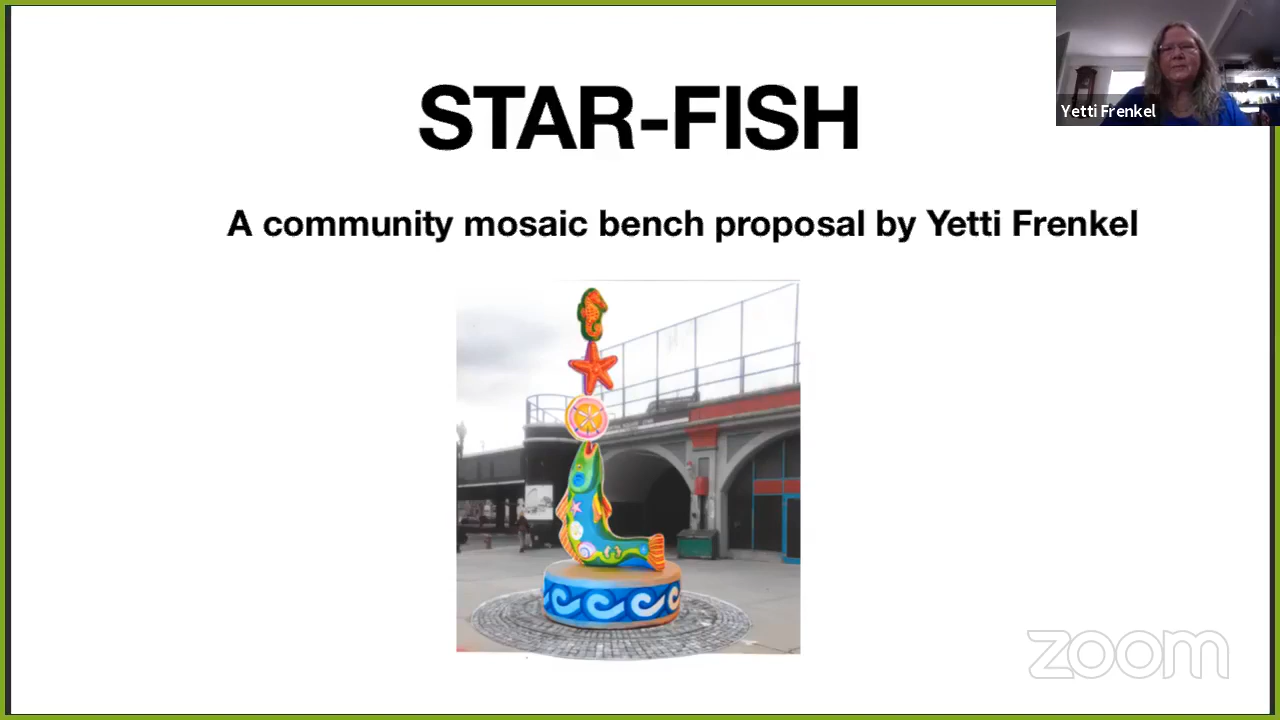 STAR-FISH
Yetti Frenkel
A community mosaic bench proposal by Yetti Frenkel
zoom